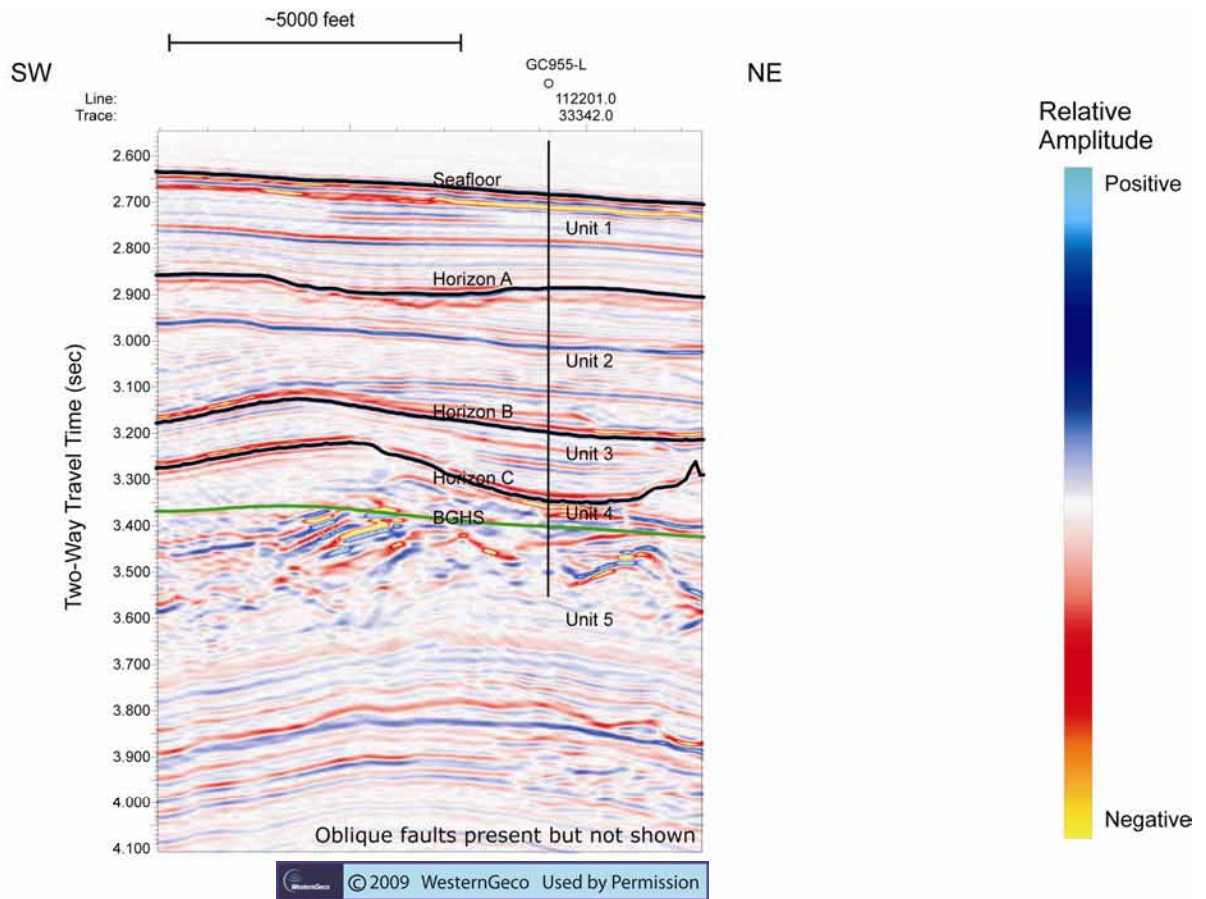 ~5000 feet
SW
GC955-L
NE
Line: 112201.0
Trace: 33342.0
Relative
Amplitude
Positive
Negative
Two-Way Travel Time (sec)
2.600
2.700
2.800
2.900
3.000
3.100
3.200
3.300
3.400
3.500
3.600
3.700
3.800
3.900
4.000
4.100
Seafloor
Unit 1
Horizon A
Unit 2
Horizon B
Unit 3
Horizon C
Unit 4
BGHS
Unit 5
Oblique faults present but not shown
WesternGeco © 2009 WesternGeco Used by Permission